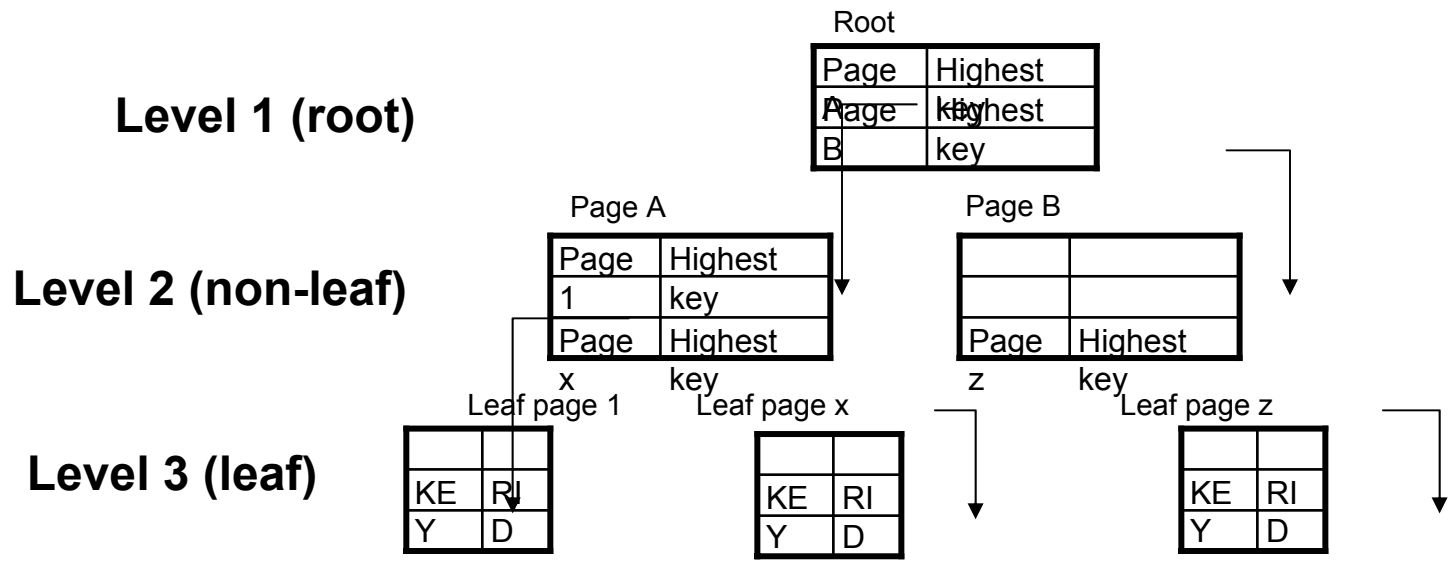 Root
Page Highest
A key
Page Highest
B key
Level 1 (root)
Page A
Page B
Page Highest
1 key
Page Highest
x key
Page Highest
z key
Level 2 (non-leaf)
Leaf page 1
Leaf page x
Leaf page z
Level 3 (leaf)
KE RI
Y D
KE RI
Y D
KE RI
Y D